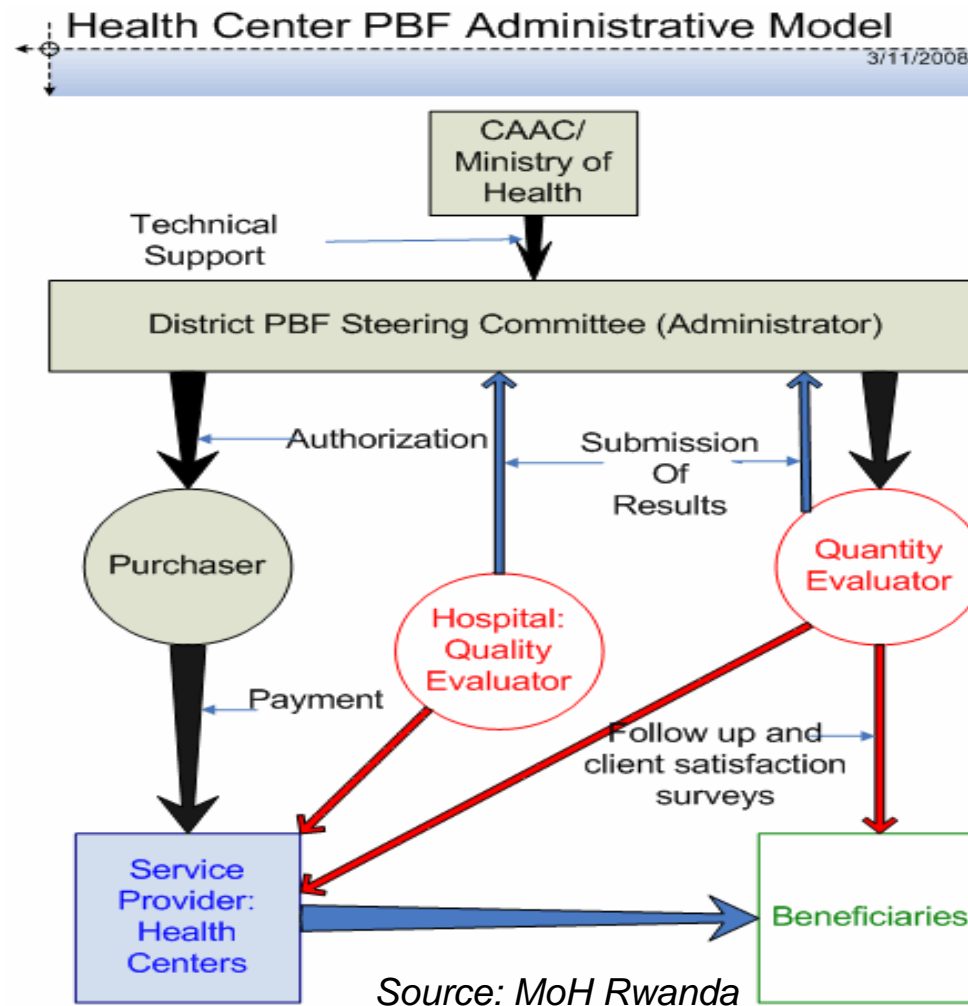 Health Center PBF Administrative Model
3/11/2008
CAAC/
Ministry of
Health
Technical
Support
District PBF Steering Committee (Administrator)
Authorization
Submission
Of
Results
Purchaser
Quantity
Evaluator
Hospital:
Quality
Evaluator
Payment
Follow up and
client satisfaction
surveys
Service
Provider:
Health
Centers
Beneficiaries
Source: MoH Rwanda